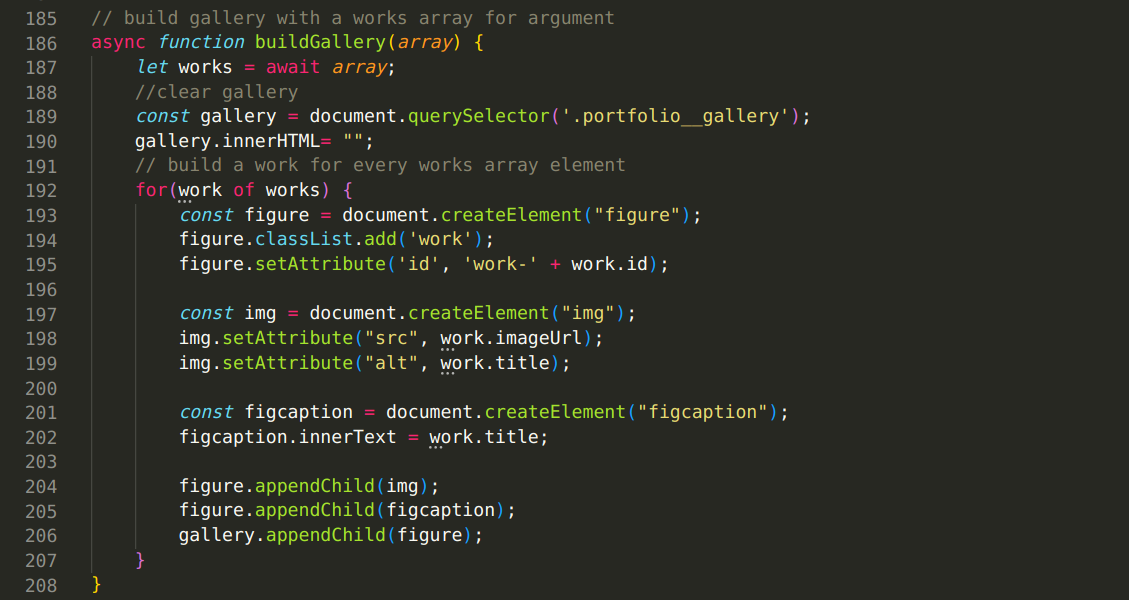 185 // build gallery with a works array for argument
186 async function buildGallery(array) {
187     let works = await array;
188     //clear gallery
189     const gallery = document.querySelector('.portfolio__gallery');
190     gallery.innerHTML= "";
191     // build a work for every works array element
192     for(work of works) {
193         const figure = document.createElement("figure");
194         figure.classList.add('work');
195         figure.setAttribute('id', 'work-' + work.id);
196
197         const img = document.createElement("img");
198         img.setAttribute("src", work.imageUrl);
199         img.setAttribute("alt", work.title);
200
201         const figcaption = document.createElement("figcaption");
202         figcaption.innerText = work.title;
203
204         figure.appendChild(img);
205         figure.appendChild(figcaption);
206         gallery.appendChild(figure);
207     }
208 }